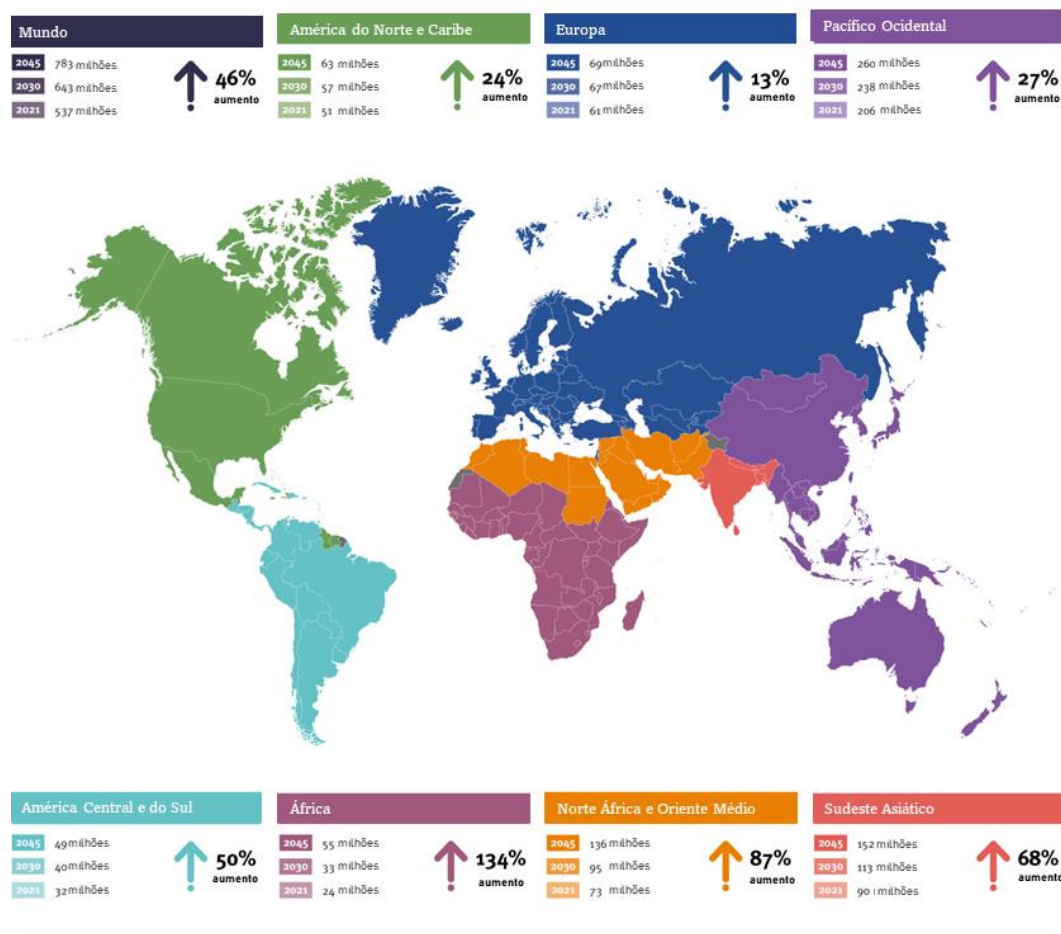 Mundo
2045 783 milhões
2030 643 milhões
2021 537 milhões
46%
aumento
América do Norte e Caribe
2045 63 milhões
2030 57 milhões
2021 51 milhões
24%
aumento
Europa
2045 69milhões
2030 67milhões
2021 61milhões
13%
aumento
Pacífico Ocidental
2045 260 milhões
2030 238 milhões
2021 206 milhões
27%
aumento
América Central e do Sul
2045 49milhões
2030 40milhões
2021 32milhões
50%
aumento
África
2045 55 milhões
2030 33 milhões
2021 24 milhões
134%
aumento
Norte África e Oriente Médio
2045 136 milhões
2030 95 milhões
2021 73 milhões
87%
aumento
Sudeste Asiático
2045 152 milhões
2030 113 milhões
2021 90 milhões
68%
aumento